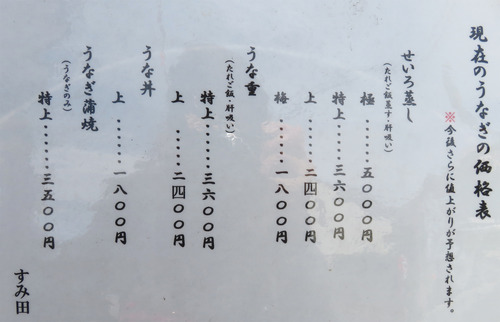 現在のうなぎの価格表
※今後さらに値上がりが予想されます。
せいろ蒸し
(たれご飯蒸す・肝吸い)
極……五〇〇〇円
特上……三六〇〇円
上……二四〇〇円
梅……一八〇〇円
うな重
(たれご飯・肝吸い)
特上……三六〇〇円
上……二四〇〇円
うな丼
上……一八〇〇円
うなぎ蒲焼
(うなぎのみ)
特上……三五〇〇円
すみ田